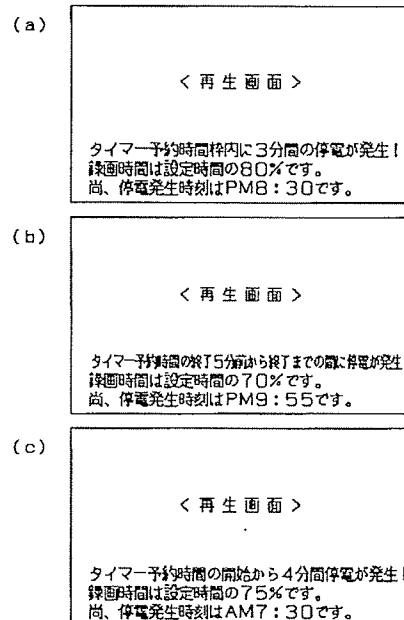 (a)
< 再 生 画 面 >
タイマー予約時間枠内に3分間の停電が発生!
録画時間は設定時間の80%です。
尚、停電発生時刻はPM8:30です。
(b)
< 再 生 画 面 >
タイマー予約時間の終了5分前から終了までの間に停電が発生
録画時間は設定時間の70%です。
尚、停電発生時刻はPM9:55です。
(c)
< 再 生 画 面 >
タイマー予約時間の開始から4分間停電が発生!
録画時間は設定時間の75%です。
尚、停電発生時刻はAM7:30です。